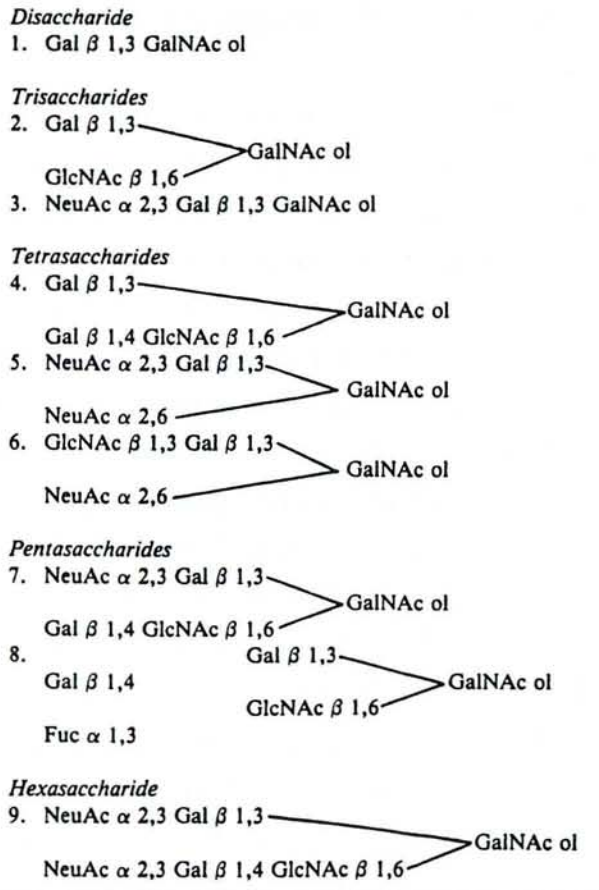 Disaccharide
1. Gal β 1,3 GalNAc ol
Trisaccharides
2. Gal β 1,3
GalNAc ol
GlcNAc β 1,6
3. NeuAc α 2,3 Gal β 1,3 GalNAc ol
Tetrasaccharides
4. Gal β 1,3
GalNAc ol
Gal β 1,4 GlcNAc β 1,6
5. NeuAc α 2,3 Gal β 1,3
GalNAc ol
NeuAc α 2,6
6. GlcNAc β 1,3 Gal β 1,3
GalNAc ol
NeuAc α 2,6
Pentasaccharides
7. NeuAc α 2,3 Gal β 1,3
GalNAc ol
Gal β 1,4 GlcNAc β 1,6
8. Gal β 1,3
Gal β 1,4 GalNAc ol
GlcNAc β 1,6
Fuc α 1,3
Hexasaccharide
9. NeuAc α 2,3 Gal β 1,3
GalNAc ol
NeuAc α 2,3 Gal β 1,4 GlcNAc β 1,6